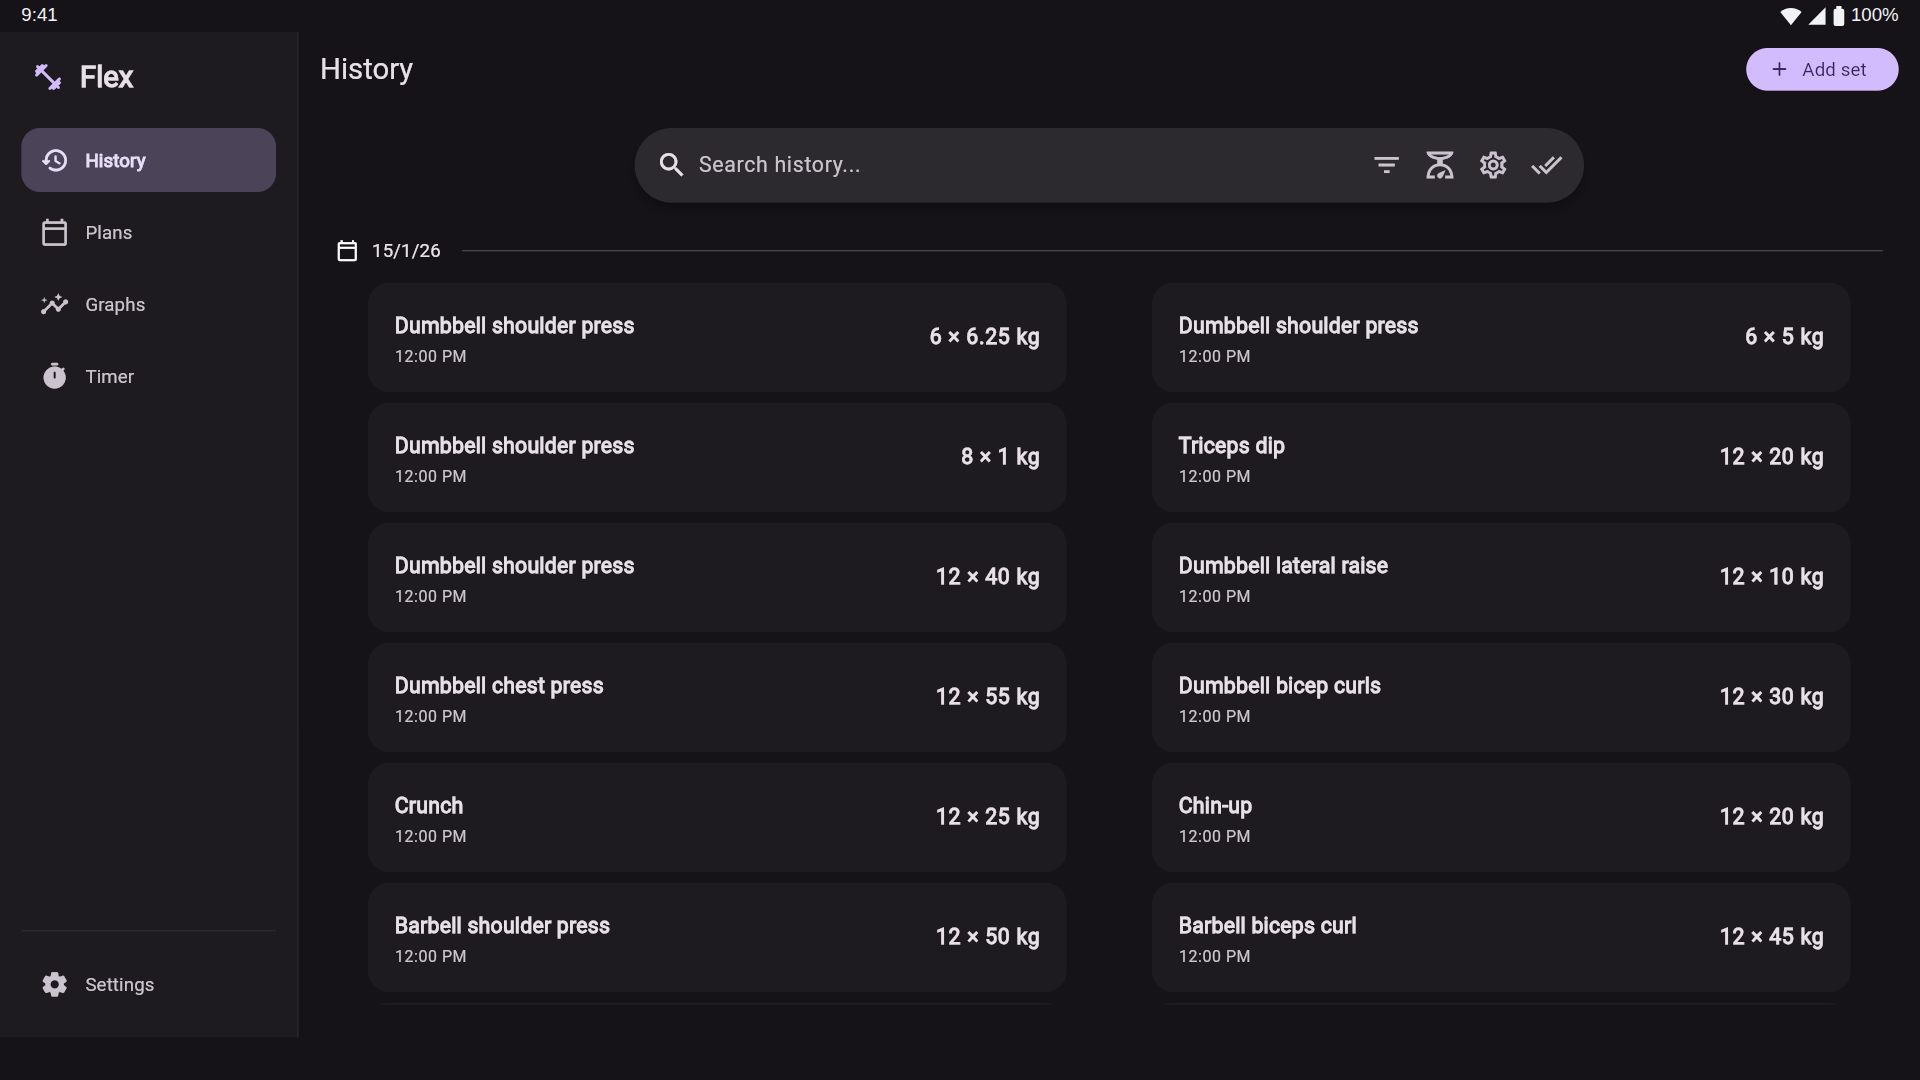 9:41
100%
Flex
History
Plans
Graphs
Timer
Settings
History
Add set
Search history...
15/1/26
Dumbbell shoulder press
12:00 PM
6 × 6.25 kg
Dumbbell shoulder press
12:00 PM
6 × 5 kg
Dumbbell shoulder press
12:00 PM
8 × 1 kg
Triceps dip
12:00 PM
12 × 20 kg
Dumbbell shoulder press
12:00 PM
12 × 40 kg
Dumbbell lateral raise
12:00 PM
12 × 10 kg
Dumbbell chest press
12:00 PM
12 × 55 kg
Dumbbell bicep curls
12:00 PM
12 × 30 kg
Crunch
12:00 PM
12 × 25 kg
Chin-up
12:00 PM
12 × 20 kg
Barbell shoulder press
12:00 PM
12 × 50 kg
Barbell biceps curl
12:00 PM
12 × 45 kg